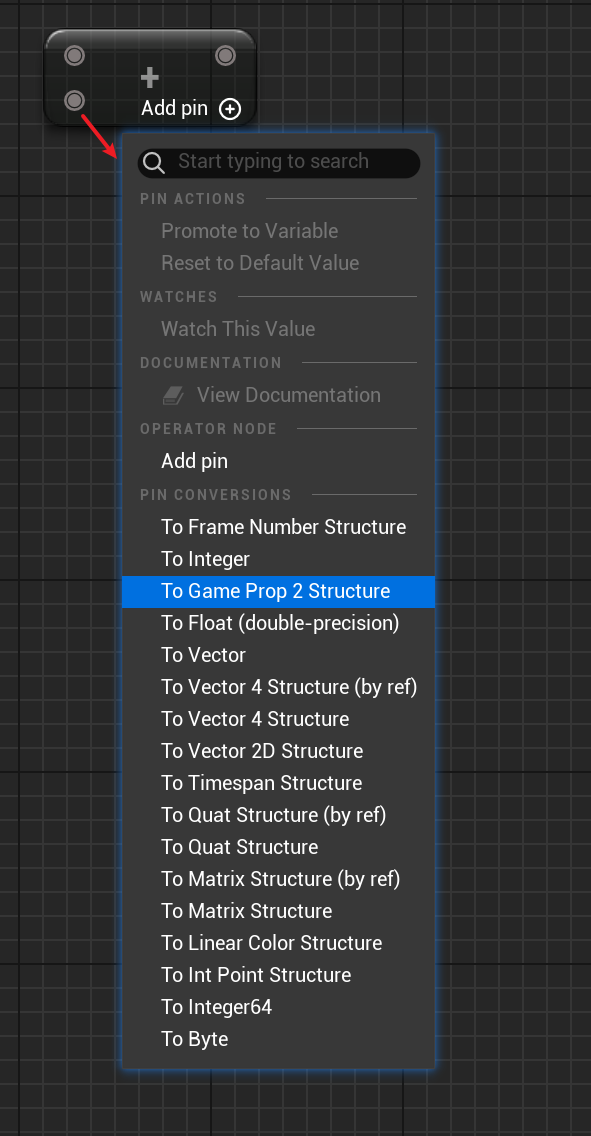 Add pin
Start typing to search
PIN ACTIONS
Promote to Variable
Reset to Default Value
WATCHES
Watch This Value
DOCUMENTATION
View Documentation
OPERATOR NODE
Add pin
PIN CONVERSIONS
To Frame Number Structure
To Integer
To Game Prop 2 Structure
To Float (double-precision)
To Vector
To Vector 4 Structure (by ref)
To Vector 4 Structure
To Vector 2D Structure
To Timespan Structure
To Quat Structure (by ref)
To Quat Structure
To Matrix Structure (by ref)
To Matrix Structure
To Linear Color Structure
To Int Point Structure
To Integer64
To Byte